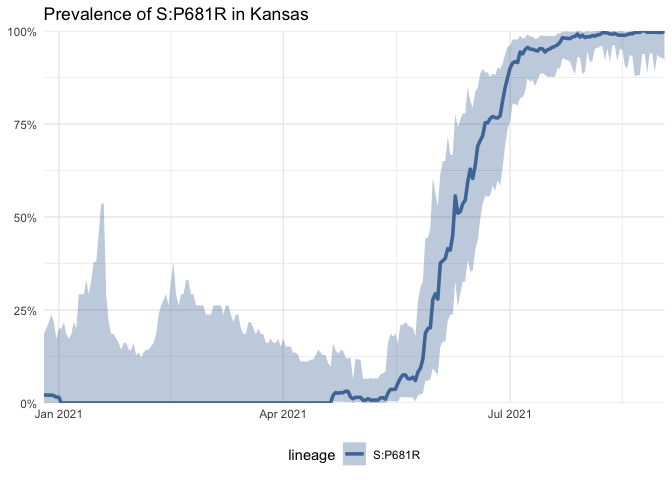 Prevalence of S:P681R in Kansas
100%
75%
50%
25%
0%
Jan 2021
Apr 2021
Jul 2021
lineage
S:P681R